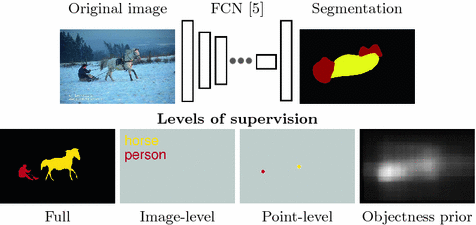 Original image
FCN [5]
Segmentation
Levels of supervision
horse
person
Full
Image-level
Point-level
Objectness prior